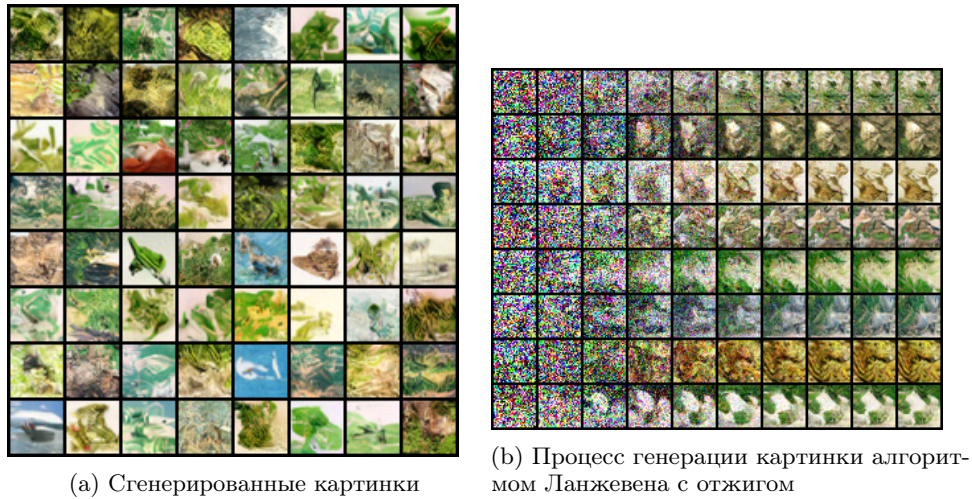 (a) Сгенерированные картинки
(b) Процесс генерации картинки алгорит-
мом Ланжевена с отжигом